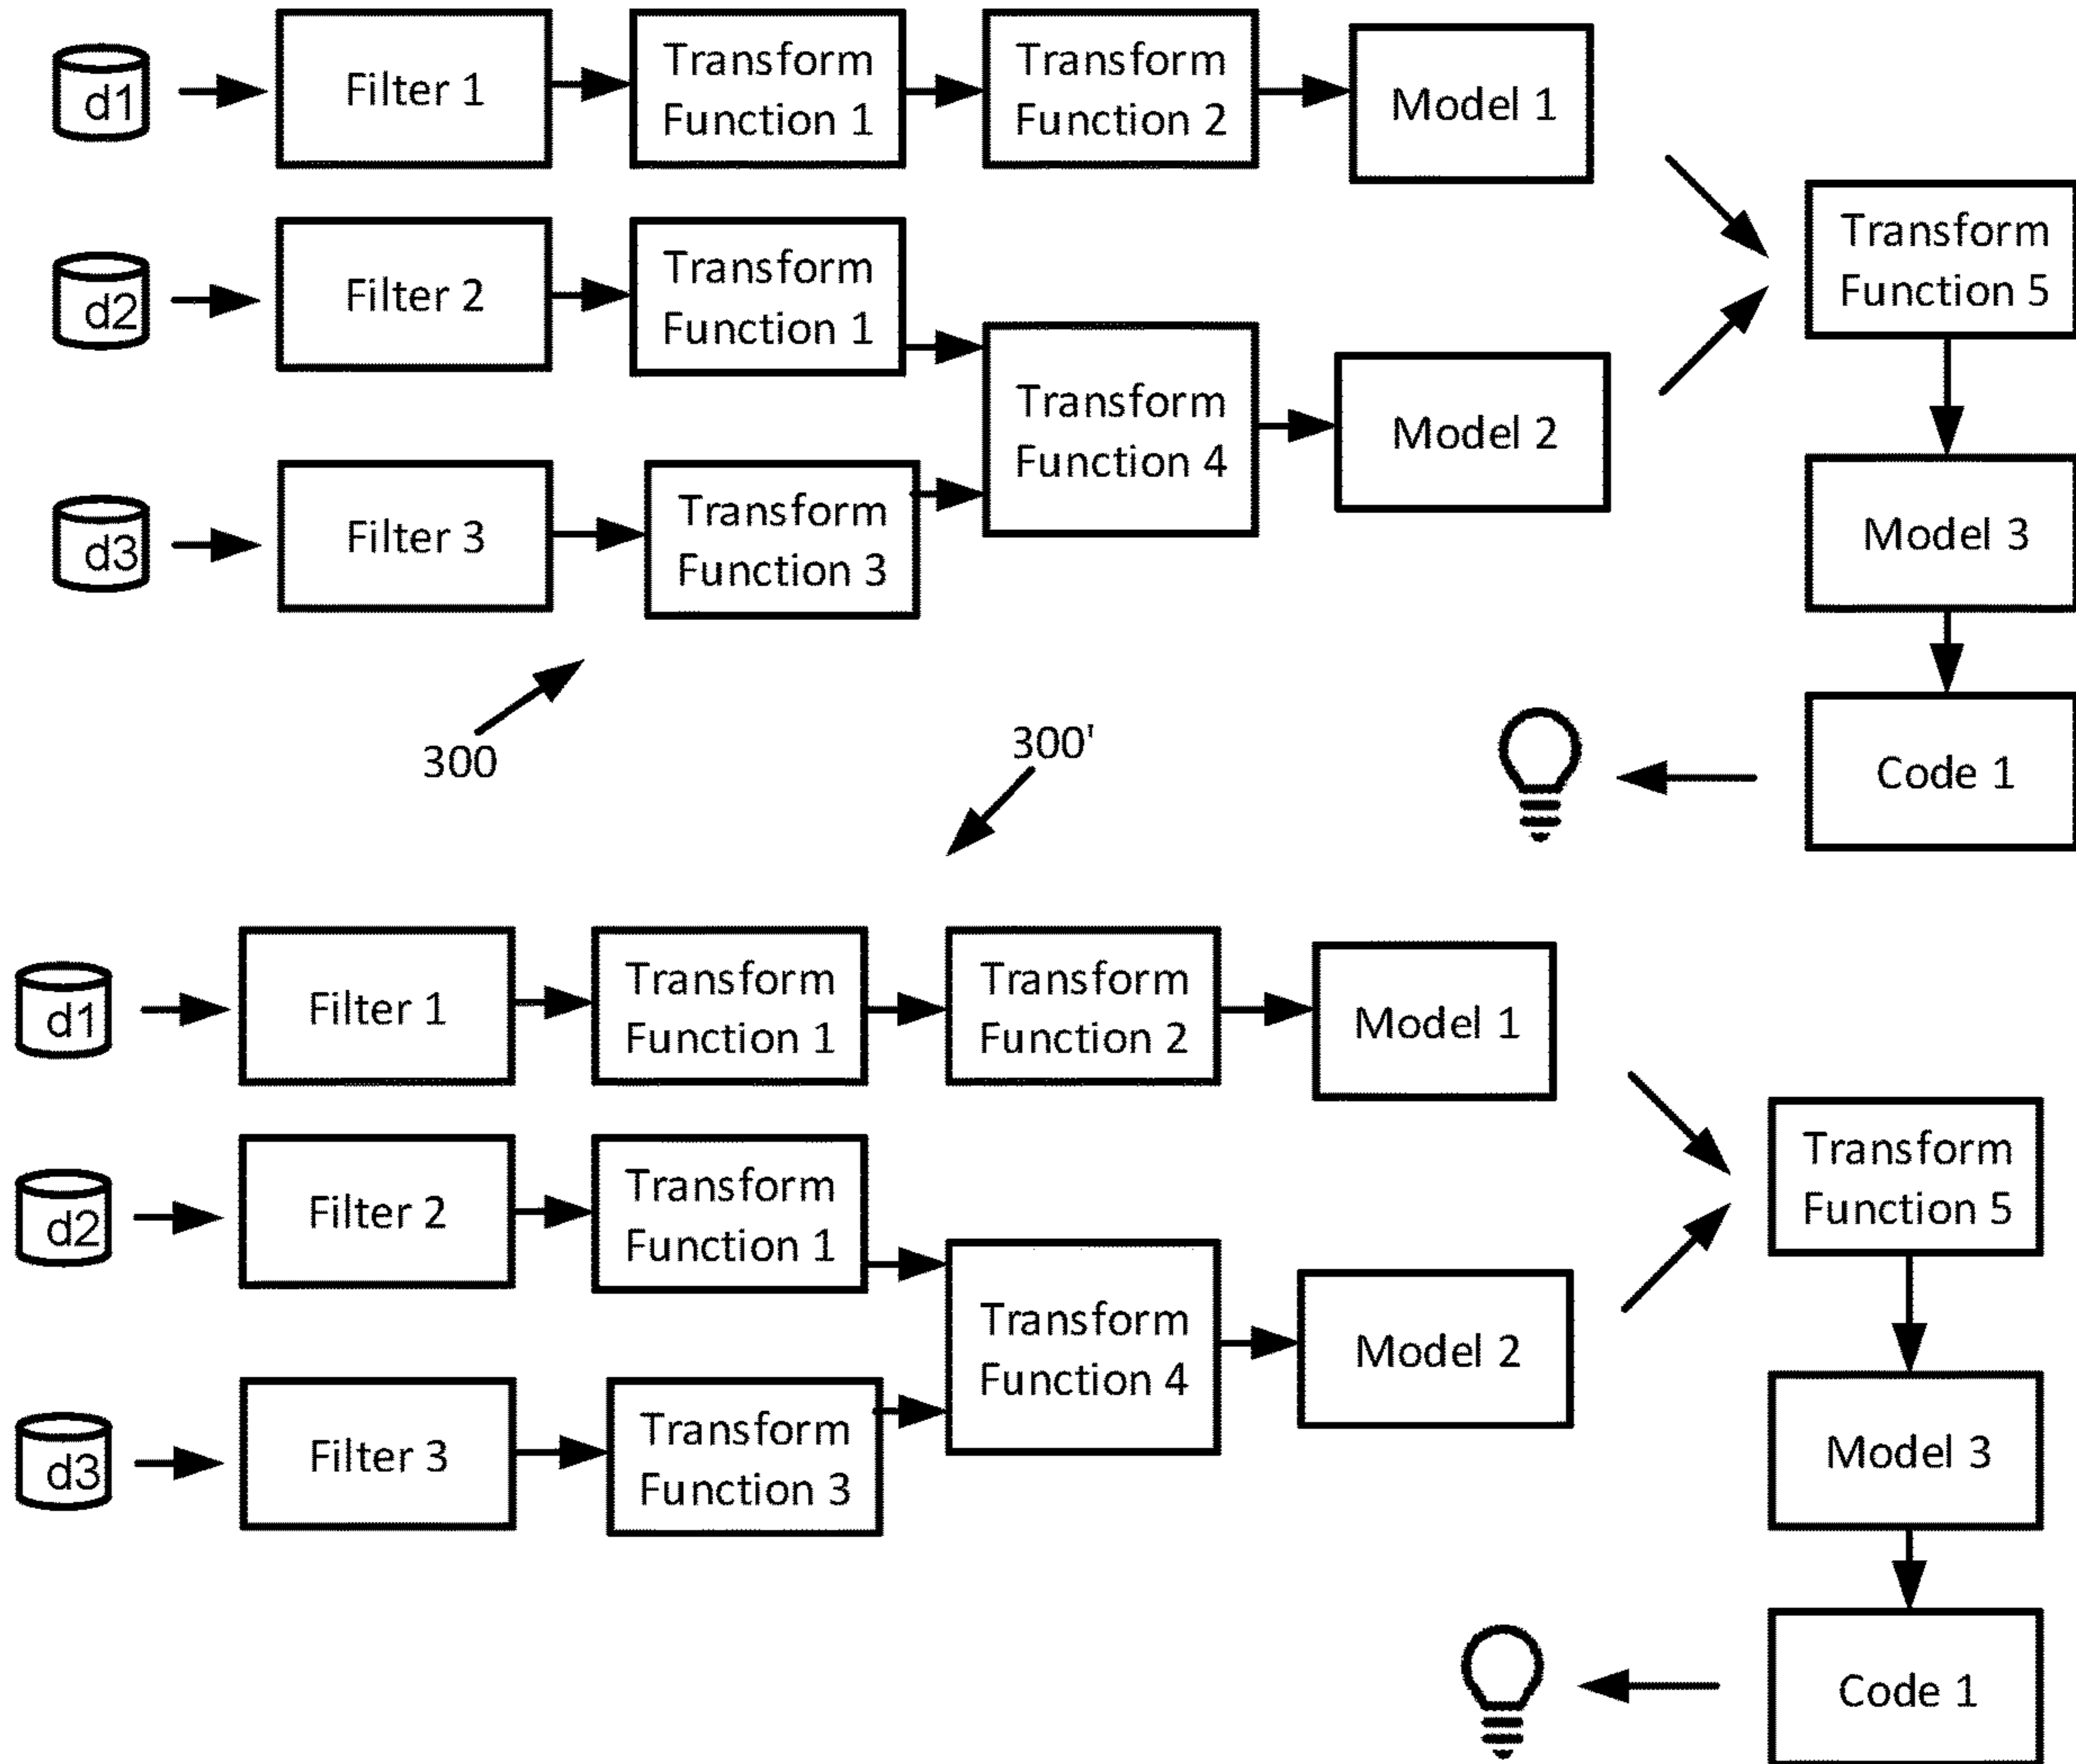 d1
Filter 1
Transform
Function 1
Transform
Function 2
Model 1
d2
Filter 2
Transform
Function 1
Transform
Function 5
d3
Filter 3
Transform
Function 3
Transform
Function 4
Model 2
Model 3
300
300'
Code 1
d1
Filter 1
Transform
Function 1
Transform
Function 2
Model 1
d2
Filter 2
Transform
Function 1
Transform
Function 5
d3
Filter 3
Transform
Function 3
Transform
Function 4
Model 2
Model 3
Code 1